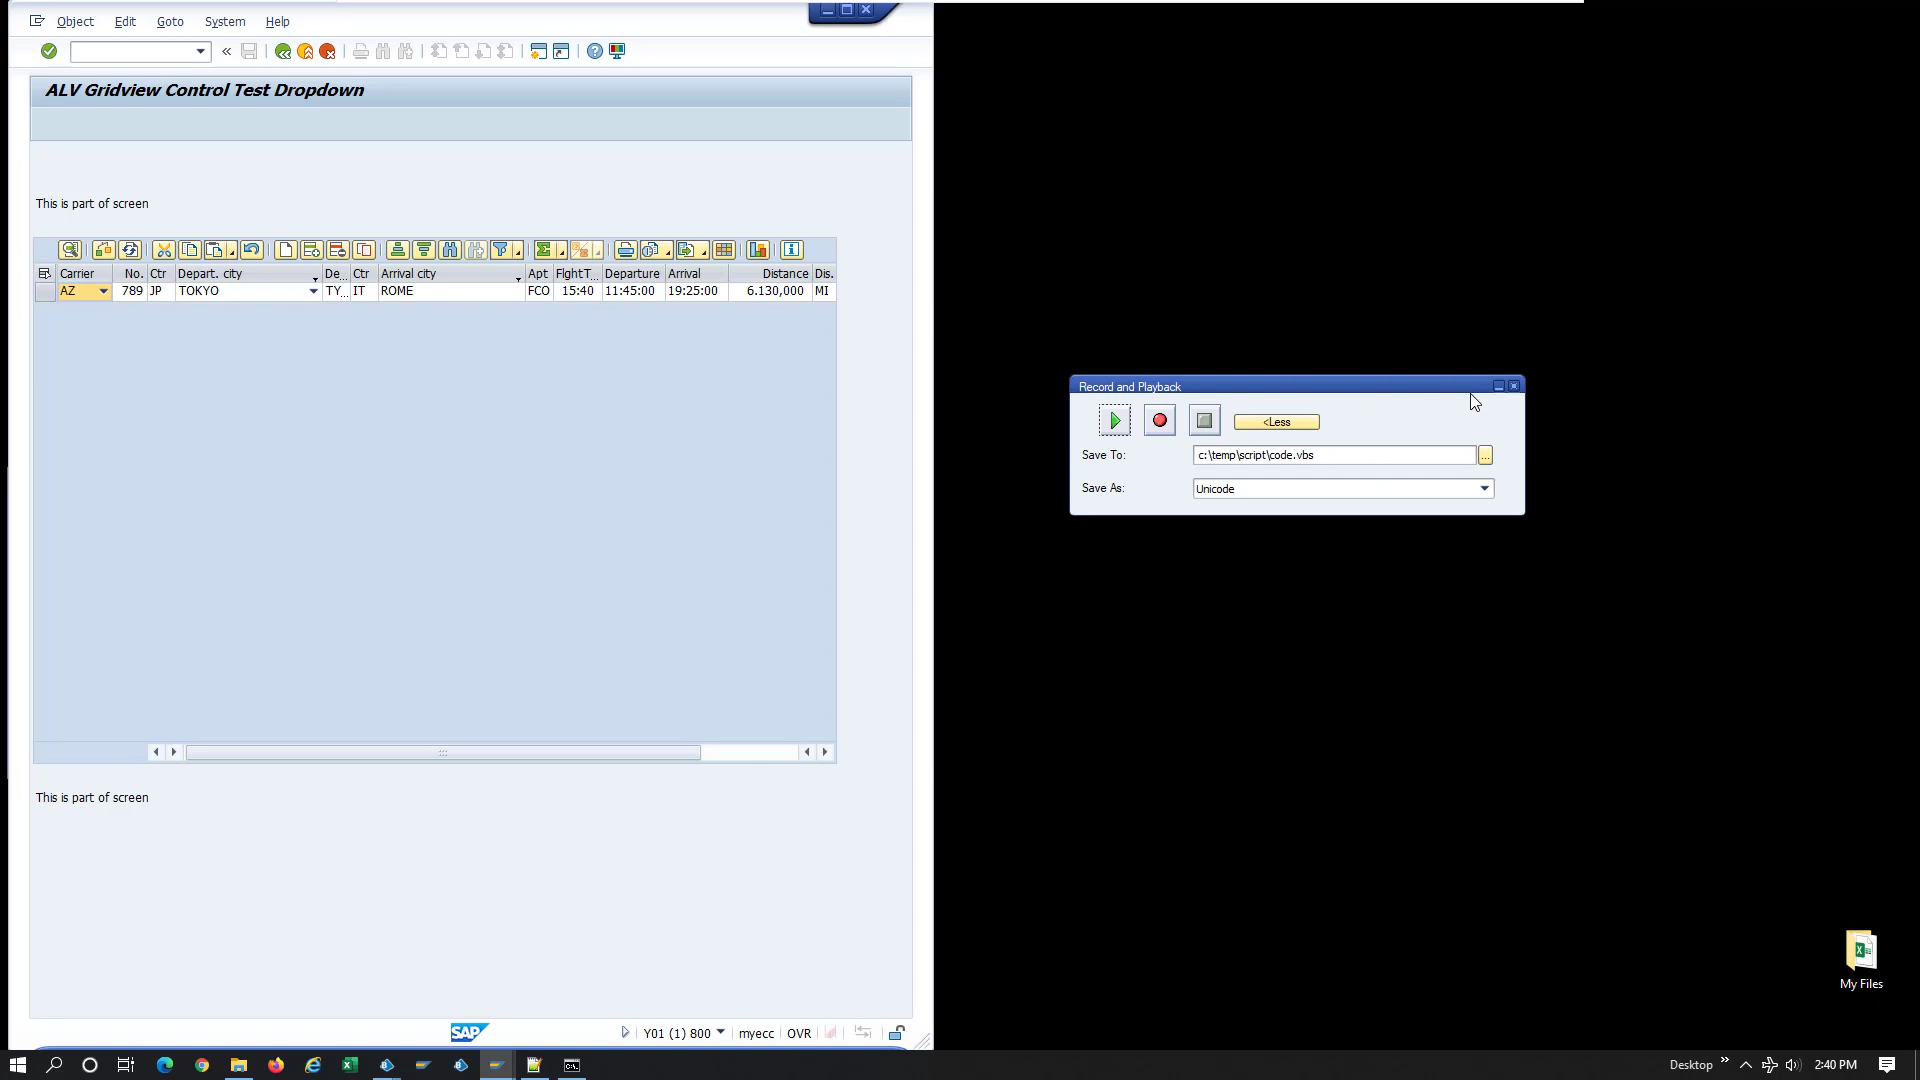 Object Edit Goto System Help
ALV Gridview Control Test Dropdown
This is part of screen
Carrier No. Ctr Depart. city De... Ctr Arrival city Apt FlghtT... Departure Arrival Distance Dis.
AZ 789 JP TOKYO TY... IT ROME FCO 15:40 11:45:00 19:25:00 6.130,000 MI
This is part of screen
SAP Y01 (1) 800 myecc OVR
Record and Playback
<Less
Save To: c:\temp\script\code.vbs ...
Save As: Unicode
My Files
Desktop 2:40 PM